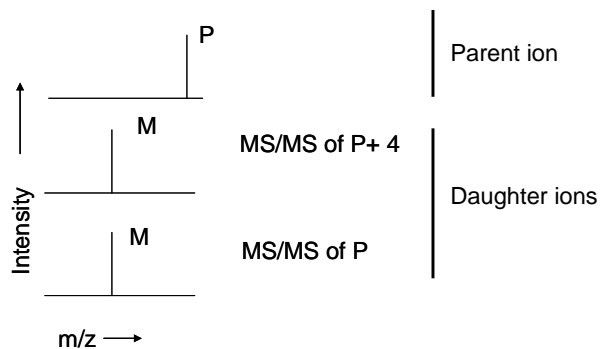 P
Parent ion
M
MS/MS of P+ 4
Daughter ions
Intensity
M
MS/MS of P
m/z